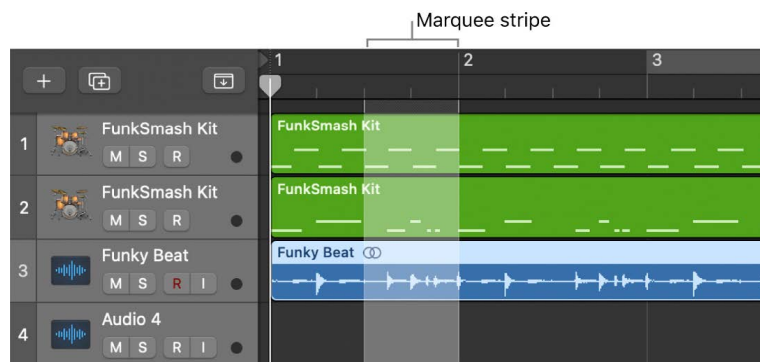 Marquee stripe
1 2 3
1 FunkSmash Kit FunkSmash Kit
M S R
2 FunkSmash Kit FunkSmash Kit
M S R
3 Funky Beat Funky Beat
M S R I
4 Audio 4
M S R I